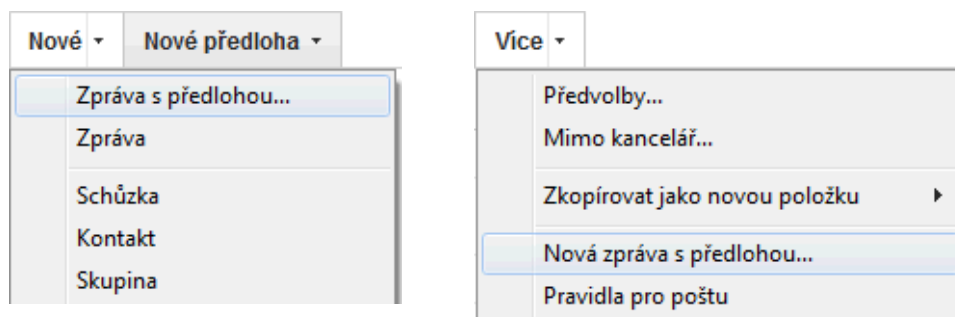 Nové
Nové předloha
Zpráva s předlohou...
Zpráva
Schůzka
Kontakt
Skupina
Více
Předvolby...
Mimo kancelář...
Zkopírovat jako novou položku
Nová zpráva s předlohou...
Pravidla pro poštu